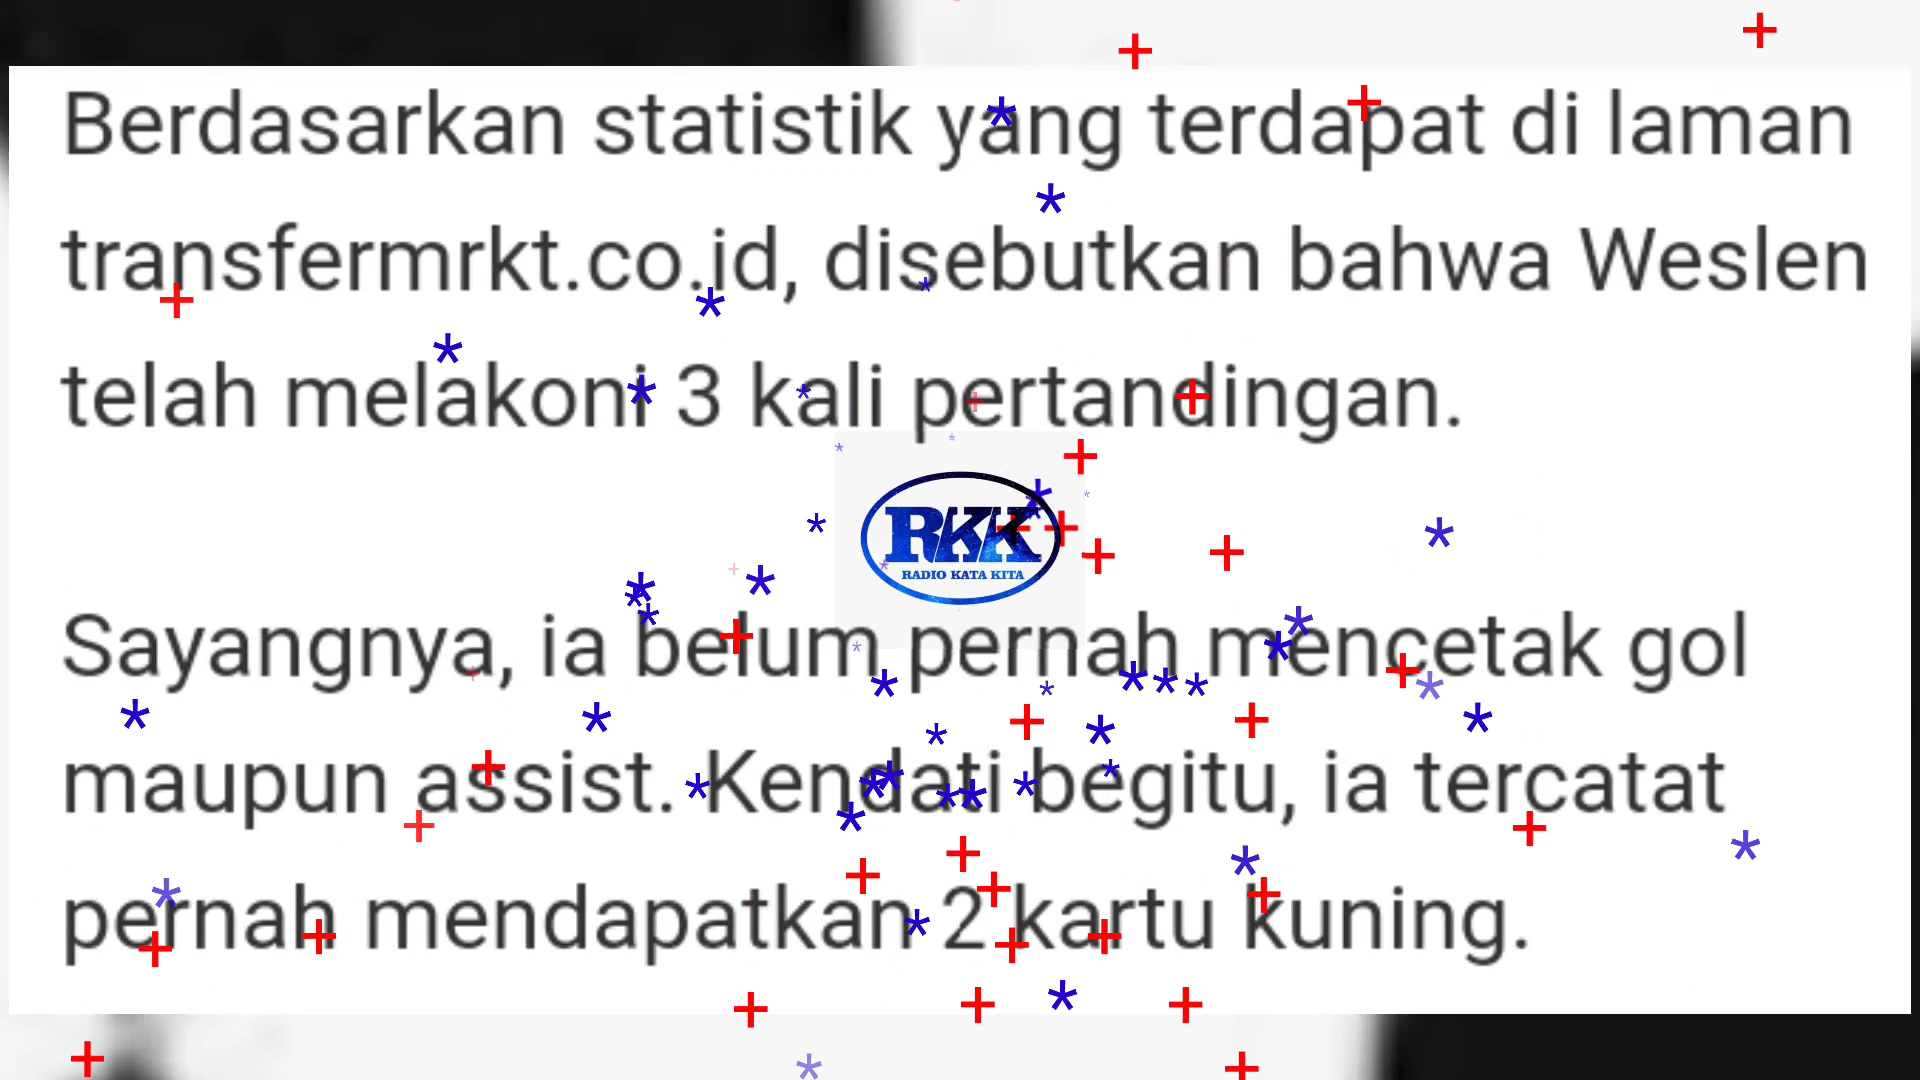 Berdasarkan statistik yang terdapat di laman
transfermrkt.co.id, disebutkan bahwa Weslen
telah melakoni 3 kali pertandingan.
RKK
RADIO KATA KITA
Sayangnya, ia belum pernah mencetak gol
maupun assist. Kendati begitu, ia tercatat
pernah mendapatkan 2 kartu kuning.